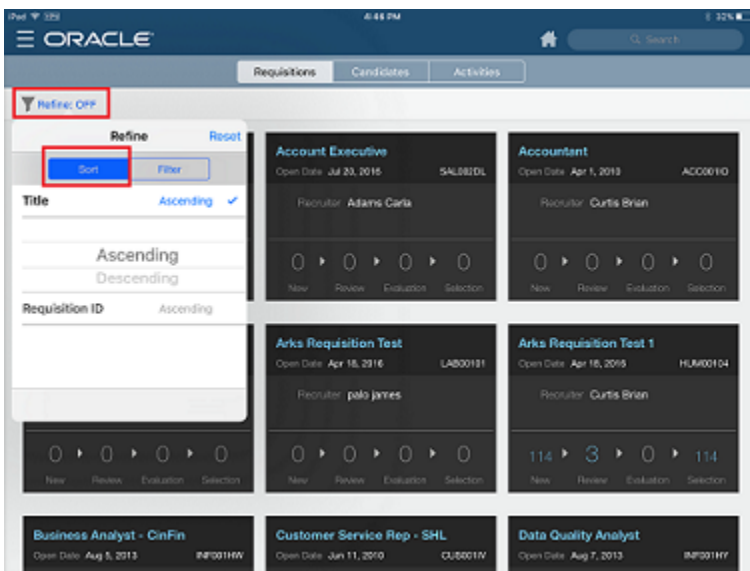 iPad 4:46 PM 32%
ORACLE Search
Requisitions Candidates Activities
Refine: OFF
Refine Reset
Sort Filter
Title Ascending
Ascending
Descending
Requisition ID Ascending
Account Executive
Open Date Jul 20, 2016
Recruiter Adams Carla
0 0 0 0
New Review Evaluation Selection
Accountant
Open Date Apr 1, 2013
Recruiter Curtis Brian
0 0 0 0
New Review Evaluation Selection
0 0 0 0
New Review Evaluation Selection
Arks Requisition Test
Open Date Apr 18, 2016 LAB00101
Recruiter palo james
0 0 0 0
New Review Evaluation Selection
Arks Requisition Test 1
Open Date Apr 18, 2016 HUM00104
Recruiter Curtis Brian
114 3 0 114
New Review Evaluation Selection
Business Analyst - CinFin
Open Date Aug 5, 2013 INF001HW
Customer Service Rep - SHL
Open Date Jun 11, 2010 CUS001IV
Data Quality Analyst
Open Date Aug 7, 2013 INF001HY